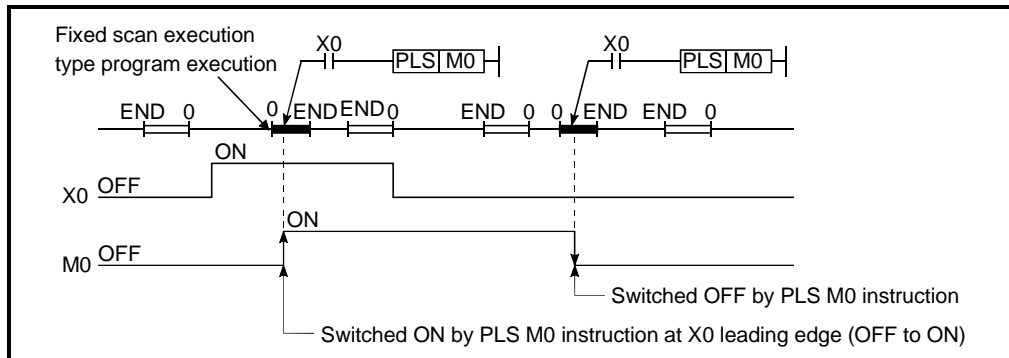 Fixed scan execution
type program execution
X0
PLS M0
X0
PLS M0
END 0 0 END END 0 END 0 0 END END 0
ON
X0 OFF
ON
M0 OFF
Switched OFF by PLS M0 instruction
Switched ON by PLS M0 instruction at X0 leading edge (OFF to ON)